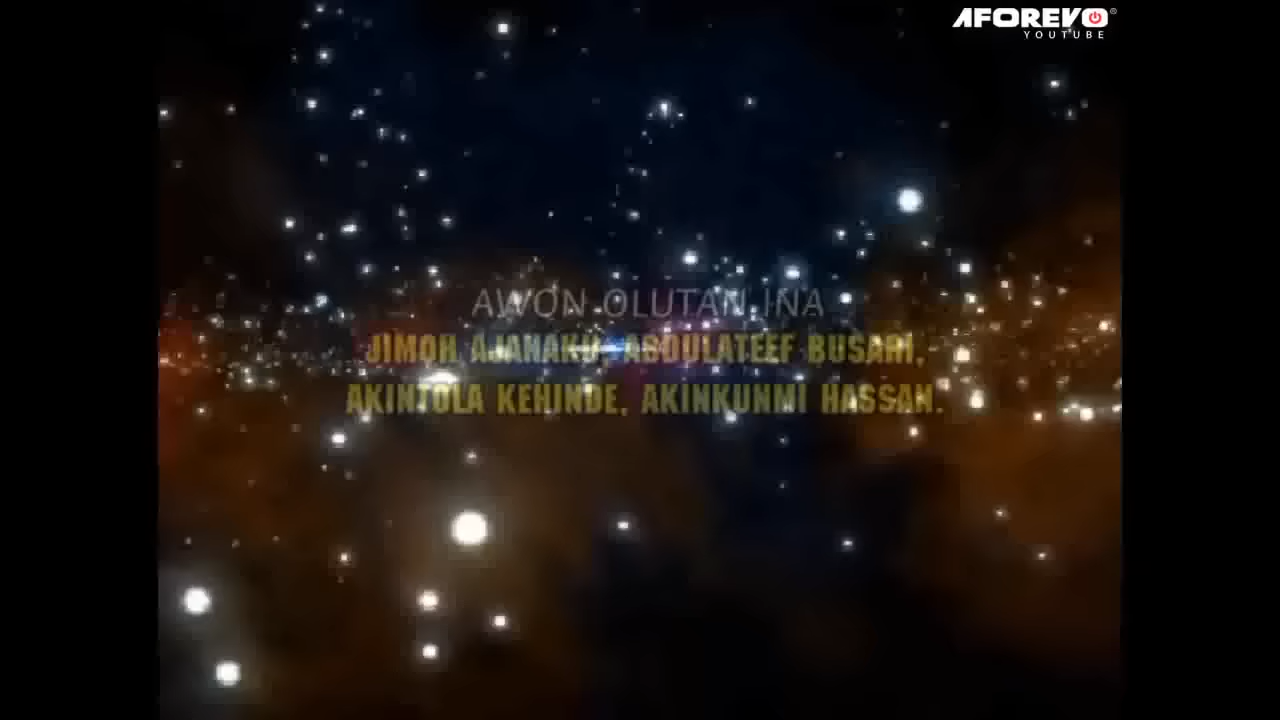 AFOREVO
YOUTUBE
AWON OLUTAN INA
JIMOH AJANAKU, ABDULATEEF BUSARI,
AKINTOLA KEHINDE, AKINKUNMI HASSAN.